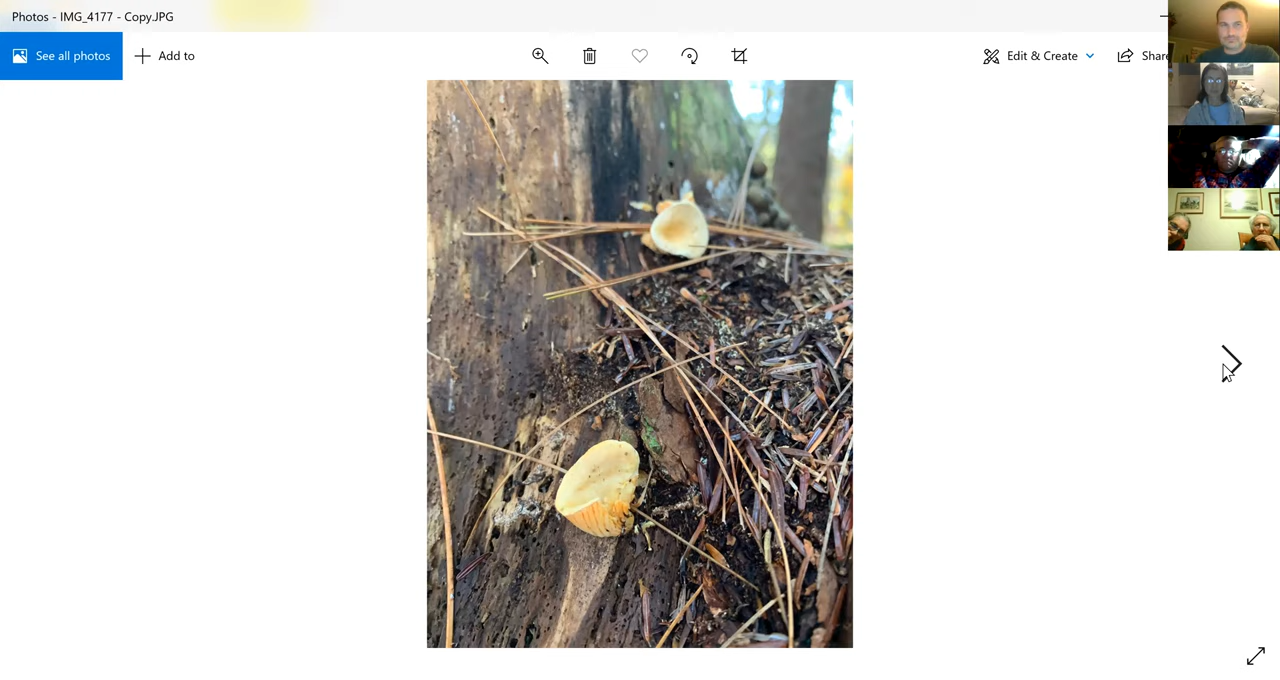 Photos - IMG_4177 - Copy.JPG
See all photos
Add to
Edit & Create
Share